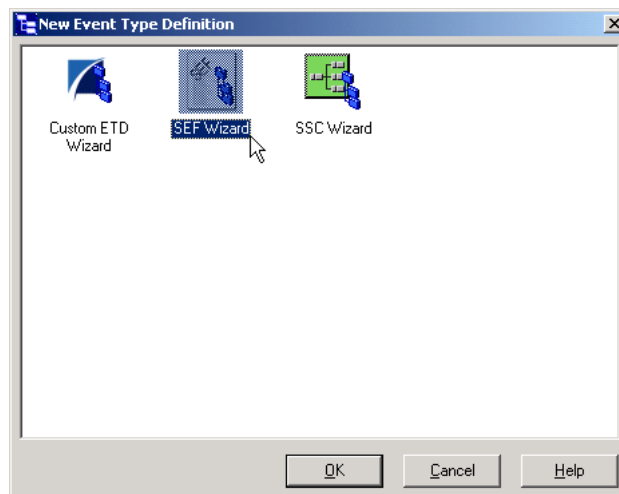 New Event Type Definition
Custom ETD
Wizard
SEF Wizard
SSC Wizard
OK
Cancel
Help